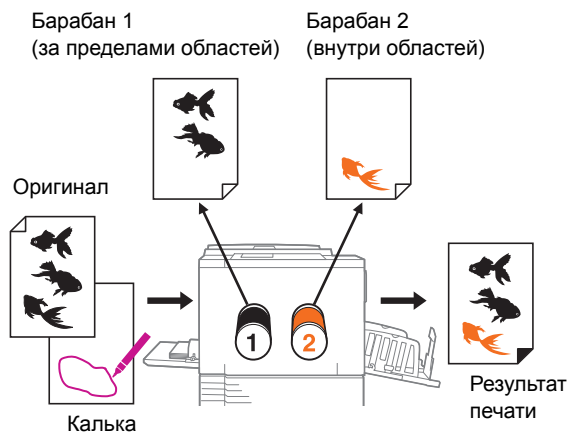 Барабан 1
(за пределами областей)
Барабан 2
(внутри областей)
Оригинал
1
2
Калька
Результат
печати